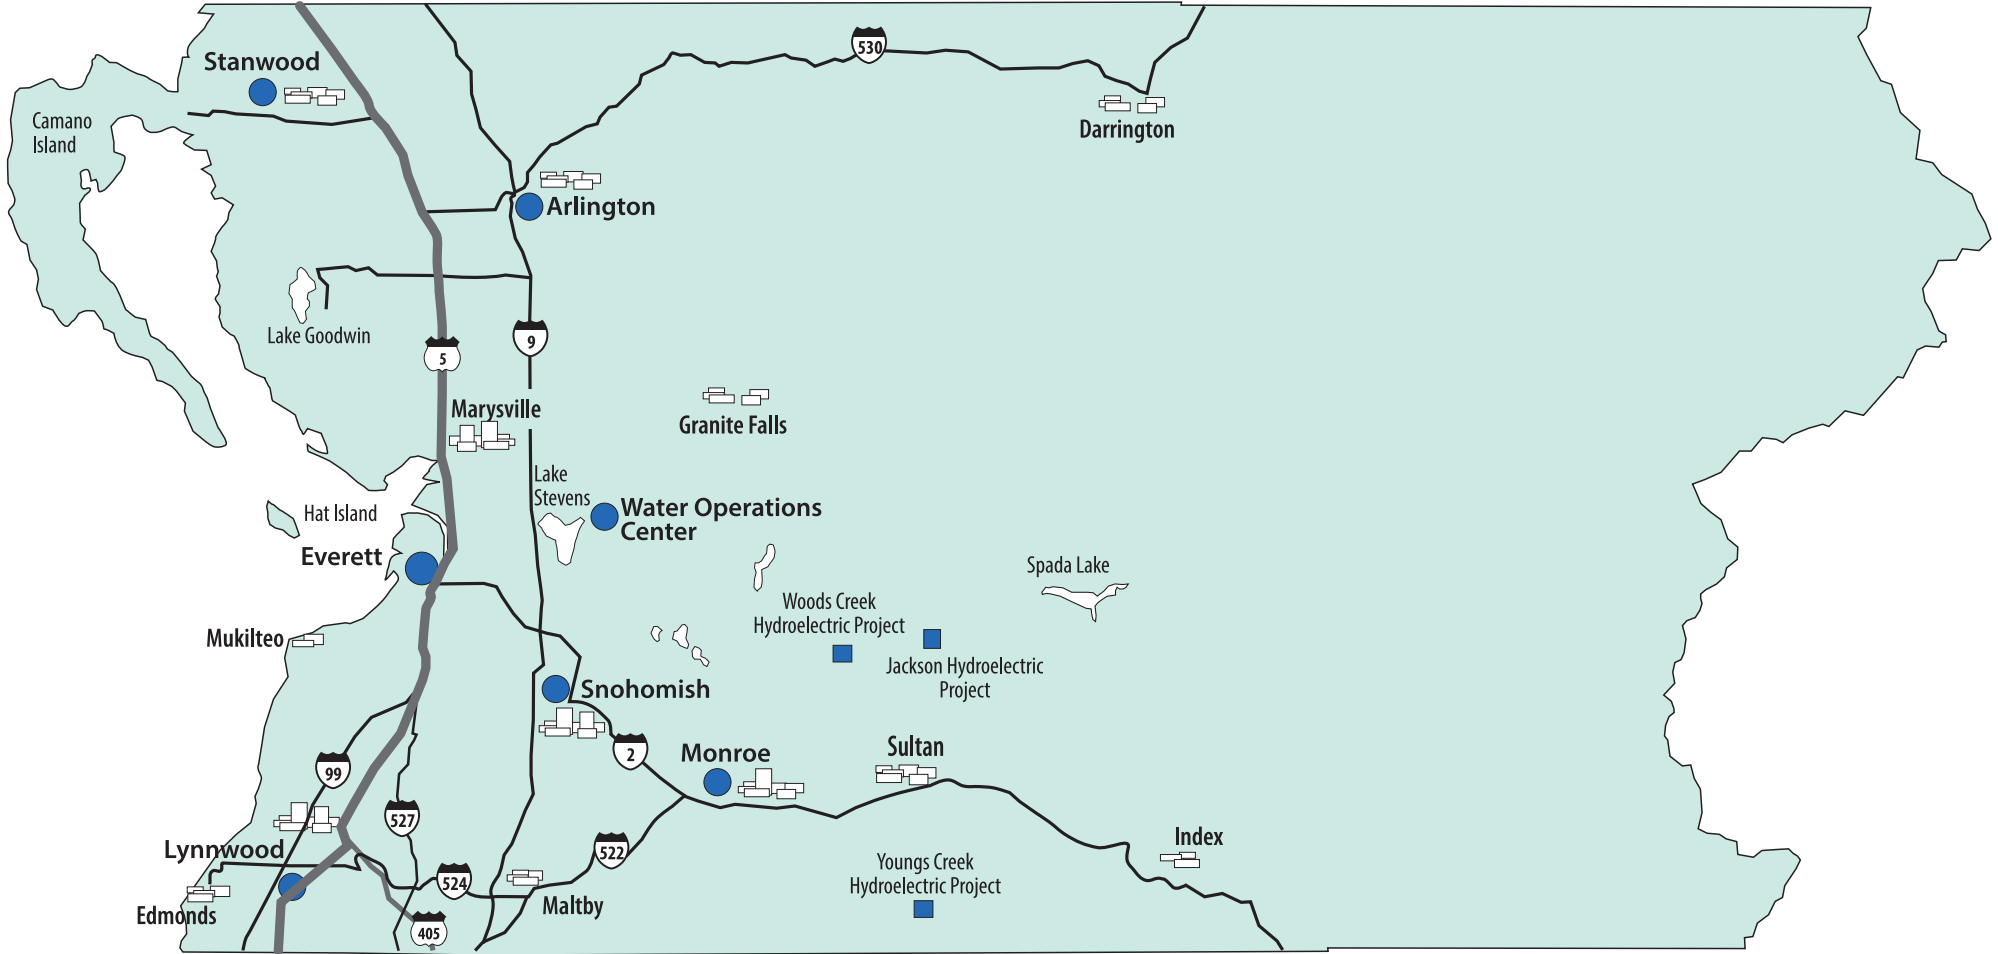 530
Stanwood
Camano
Island
Darrington
Arlington
Lake Goodwin
9
5
Marysville
Granite Falls
Lake
Stevens
Hat Island
Water Operations
Center
Everett
Spada Lake
Woods Creek
Hydroelectric Project
Mukilteo
Jackson Hydroelectric
Project
Snohomish
2
Monroe
Sultan
99
527
Lynnwood
522
Index
524
Youngs Creek
Hydroelectric Project
Edmonds
Maltby
405